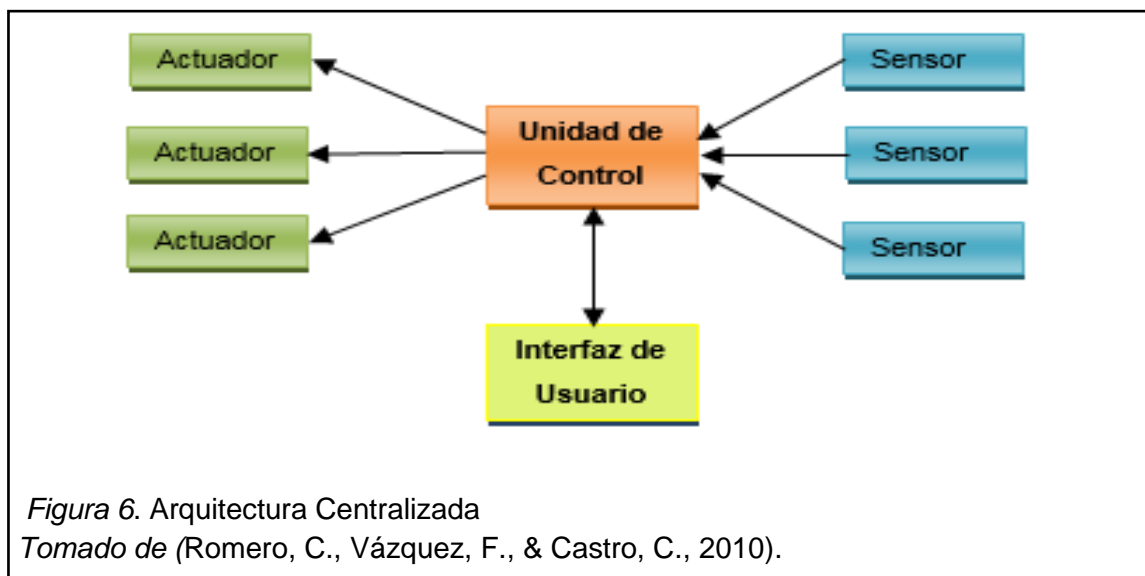 Actuador
Sensor
Unidad de
Control
Actuador
Sensor
Actuador
Sensor
Interfaz de
Usuario
Figura 6. Arquitectura Centralizada
Tomado de (Romero, C., Vázquez, F., & Castro, C., 2010).